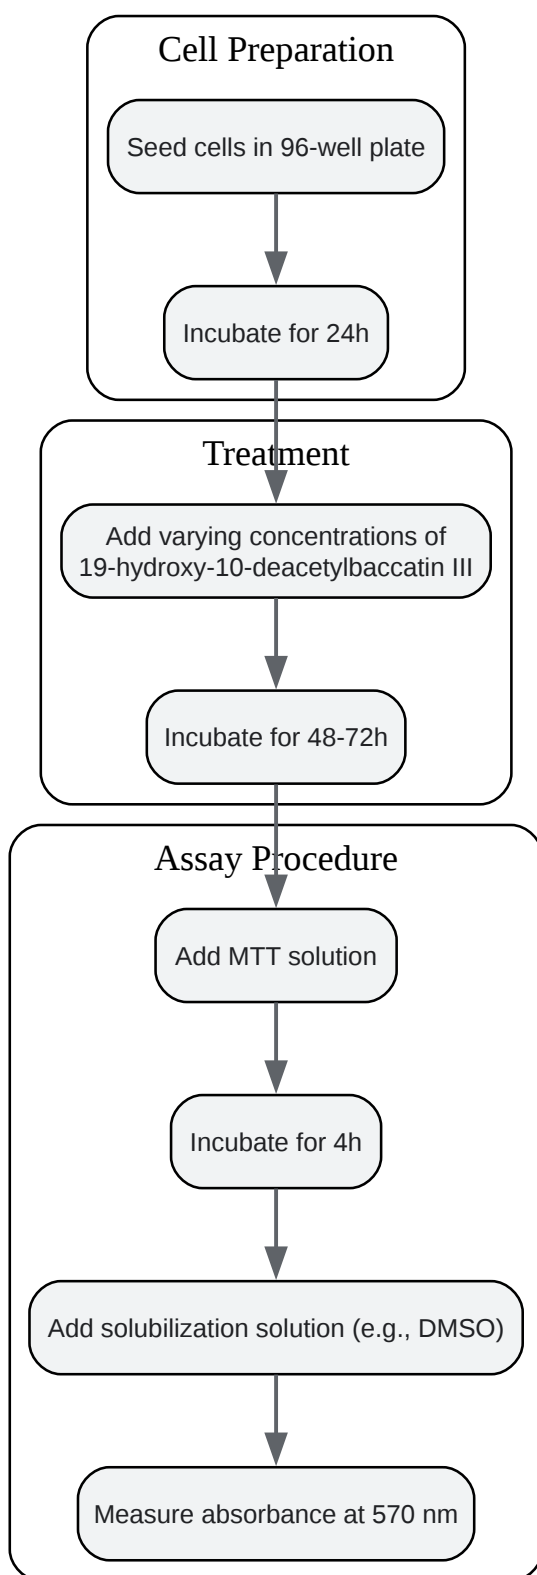 Cell Preparation
Seed cells in 96-well plate
Incubate for 24h
Treatment
Add varying concentrations of
19-hydroxy-10-deacetylbaccatin III
Incubate for 48-72h
Assay Procedure
Add MTT solution
Incubate for 4h
Add solubilization solution (e.g., DMSO)
Measure absorbance at 570 nm